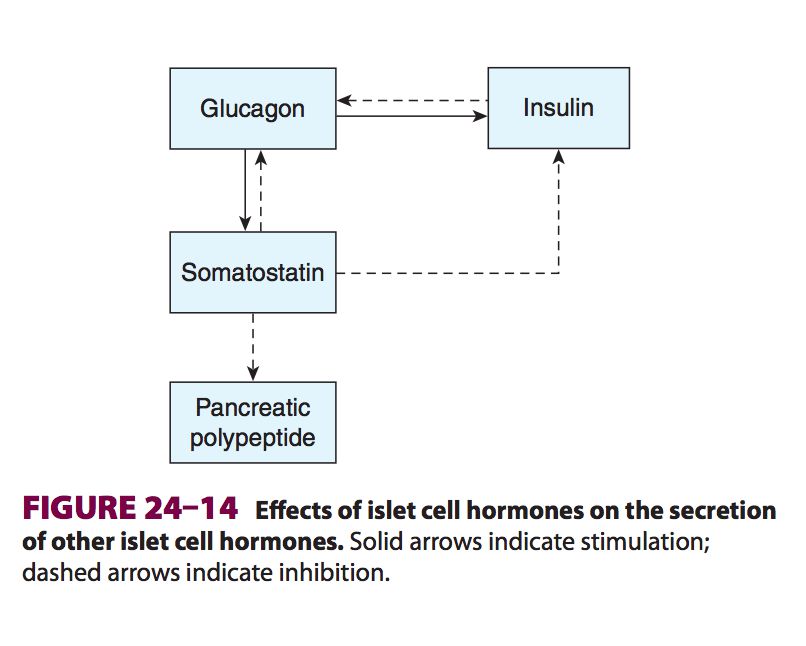 Glucagon
Insulin
Somatostatin
Pancreatic
polypeptide
FIGURE 24–14 Effects of islet cell hormones on the secretion
of other islet cell hormones. Solid arrows indicate stimulation;
dashed arrows indicate inhibition.